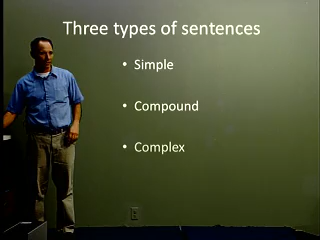 Three types of sentences
• Simple
• Compound
• Complex